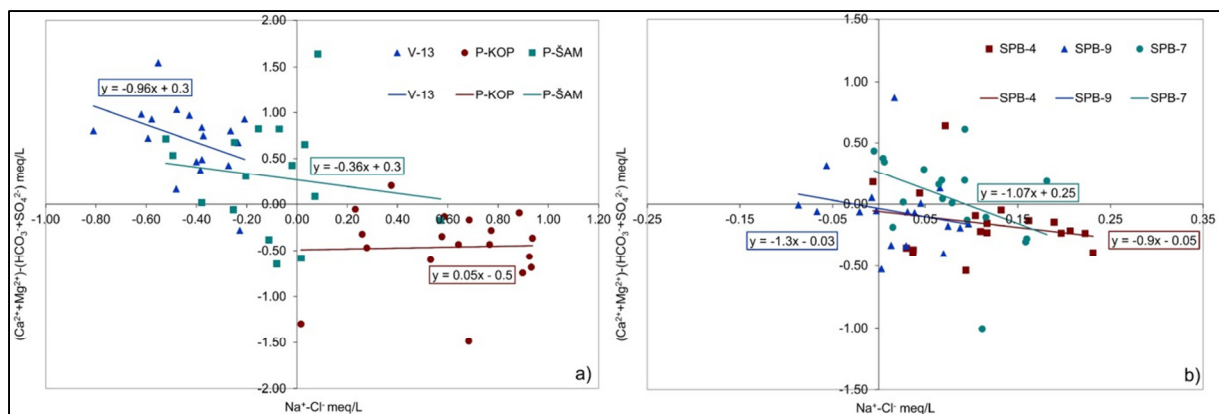 2.00
1.50
1.00
0.50
0.00
-0.50
-1.00
-1.50
-2.00
-1.00 -0.80 -0.60 -0.40 -0.20 0.00 0.20 0.40 0.60 0.80 1.00 1.20
V-13 P-KOP P-ŠAM
V-13 P-KOP P-ŠAM
y = -0.96x + 0.3
y = -0.36x + 0.3
y = 0.05x - 0.5
(Ca²⁺+Mg²⁺)-(HCO₃⁻+SO₄²⁻) meq/L
Na⁺-Cl⁻ meq/L
a)
1.50
1.00
0.50
0.00
-0.50
-1.00
-1.50
-0.25 -0.15 -0.05 0.05 0.15 0.25 0.35
SPB-4 SPB-9 SPB-7
SPB-4 SPB-9 SPB-7
y = -1.07x + 0.25
y = -1.3x - 0.03
y = -0.9x - 0.05
(Ca²⁺+Mg²⁺)-(HCO₃⁻+SO₄²⁻) meq/L
Na⁺-Cl⁻ meq/L
b)